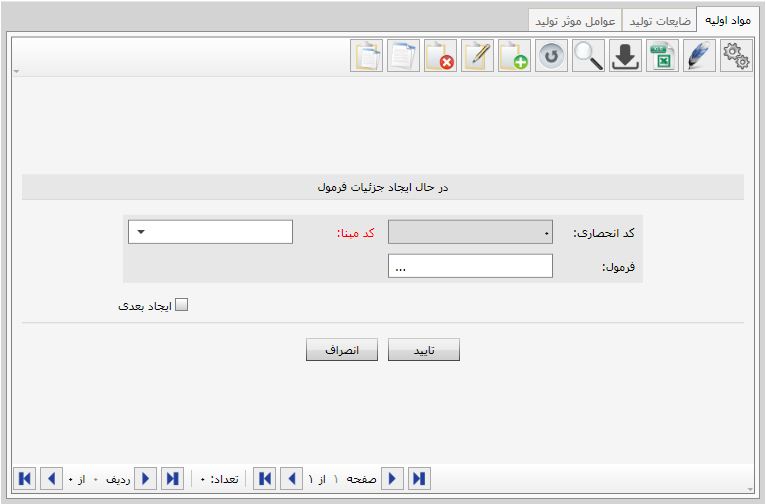 مواد اولیه ضایعات تولید عوامل موثر تولید
در حال ایجاد جزئیات فرمول
کد انحصاری: ۰ کد مبنا:
فرمول: ...
ایجاد بعدی
تایید انصراف
صفحه ۱ از ۱ تعداد: ۰ ردیف ۰ از ۰